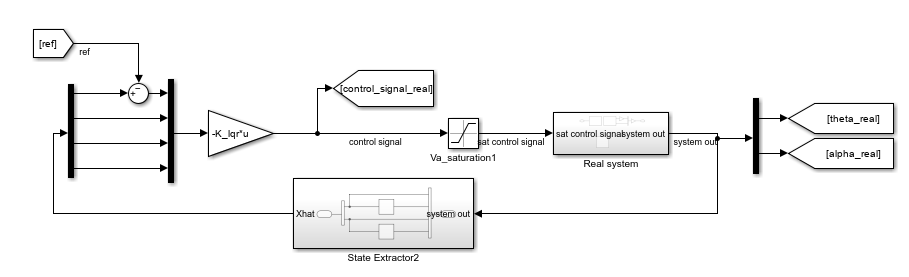 [ref]
ref
−
+
-K_lqr*u
[control_signal_real]
control signal
Va_saturation1
sat control signal
sat control signal
system out
Real system
system out
[theta_real]
[alpha_real]
Xhat
system out
State Extractor2